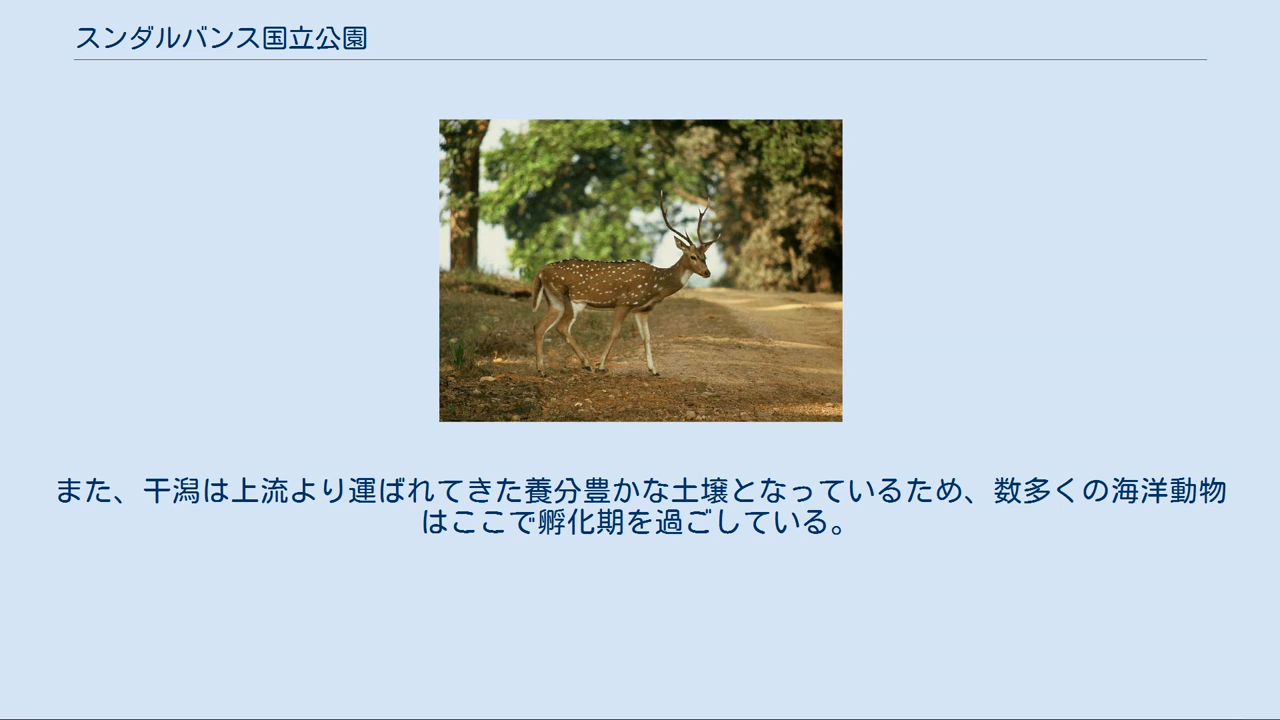 スンダルバンス国立公園
また、干潟は上流より運ばれてきた養分豊かな土壌となっているため、数多くの海洋動物
はここで孵化期を過ごしている。